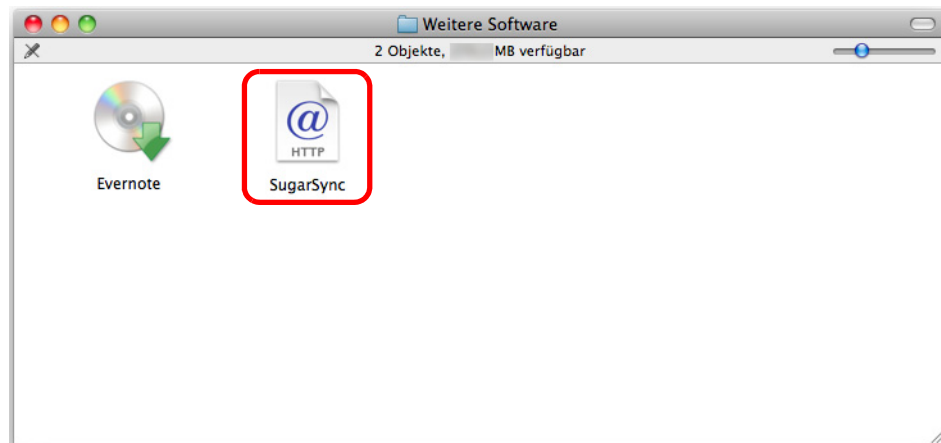 Weitere Software
2 Objekte, MB verfügbar
@
HTTP
Evernote
SugarSync